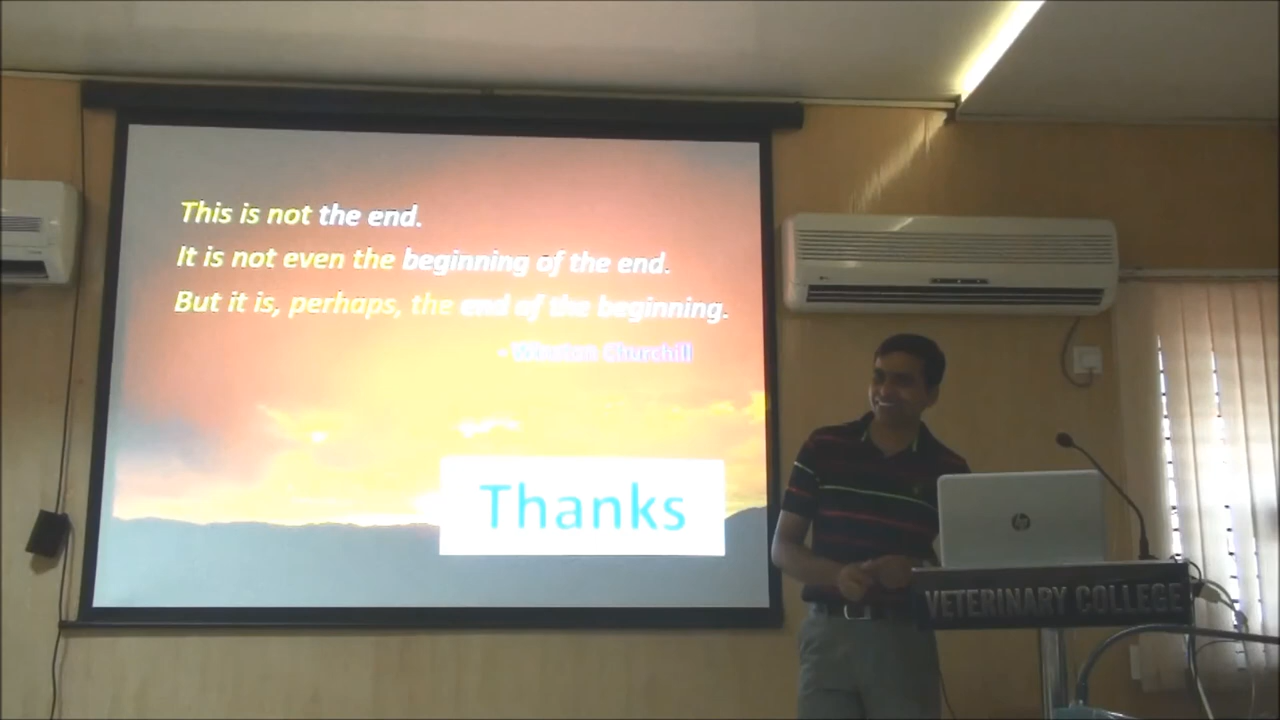 This is not the end.
It is not even the beginning of the end.
But it is, perhaps, the end of the beginning.
- Winston Churchill
Thanks
hp
VETERINARY COLLEGE